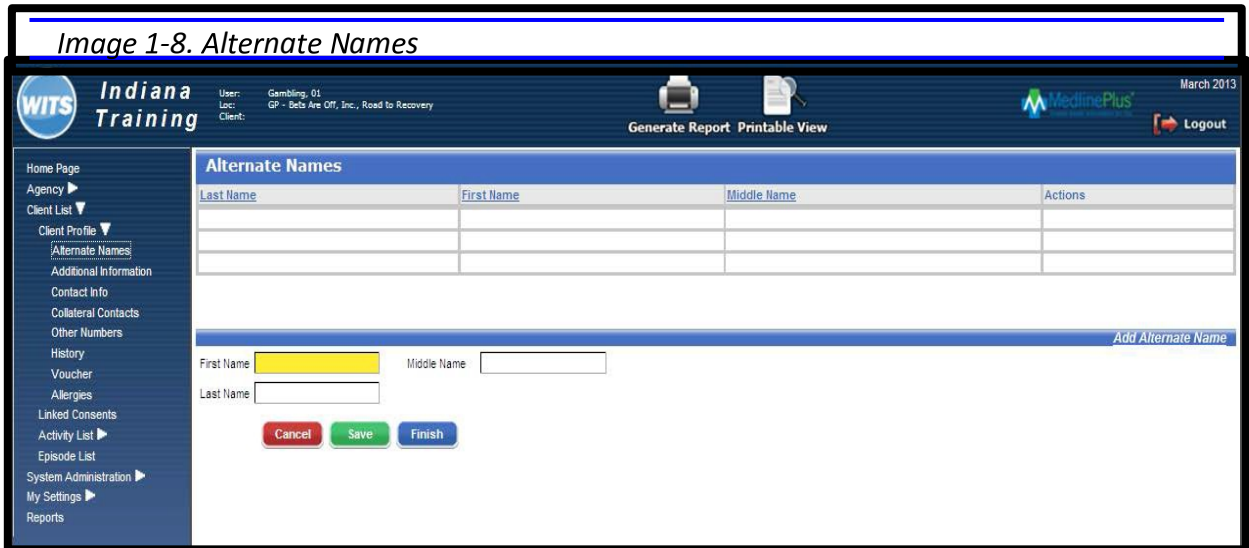 Image 1-8. Alternate Names
WITS
Indiana
Training
User: Gambling, 01
Loc: GP - Bets Are Off, Inc., Road to Recovery
Client:
Generate Report Printable View
MedlinePlus
March 2013
Logout
Home Page
Agency
Client List
Client Profile
Alternate Names
Additional Information
Contact Info
Collateral Contacts
Other Numbers
History
Voucher
Allergies
Linked Consents
Activity List
Episode List
System Administration
My Settings
Reports
Alternate Names
Last Name First Name Middle Name Actions
Add Alternate Name
First Name Middle Name
Last Name
Cancel Save Finish